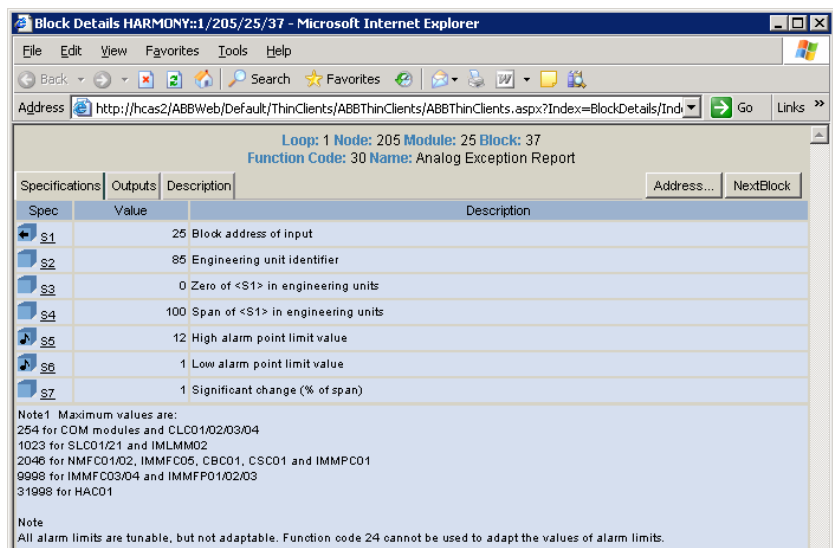 Block Details HARMONY::1/205/25/37 - Microsoft Internet Explorer
File Edit View Favorites Tools Help
Back Search Favorites
Address http://hcas2/ABBWeb/Default/ThinClients/ABBThinClients/ABBThinClients.aspx?Index=BlockDetails/Ind Go Links »
Loop: 1 Node: 205 Module: 25 Block: 37
Function Code: 30 Name: Analog Exception Report
Specifications Outputs Description Address... NextBlock
Spec Value Description
S1 25 Block address of input
S2 85 Engineering unit identifier
S3 0 Zero of <S1> in engineering units
S4 100 Span of <S1> in engineering units
S5 12 High alarm point limit value
S6 1 Low alarm point limit value
S7 1 Significant change (% of span)
Note1 Maximum values are:
254 for COM modules and CLC01/02/03/04
1023 for SLC01/21 and IMLMM02
2046 for NMFC01/02, IMMFC05, CBC01, CSC01 and IMMPC01
9998 for IMMFC03/04 and IMMFP01/02/03
31998 for HAC01
Note
All alarm limits are tunable, but not adaptable. Function code 24 cannot be used to adapt the values of alarm limits.